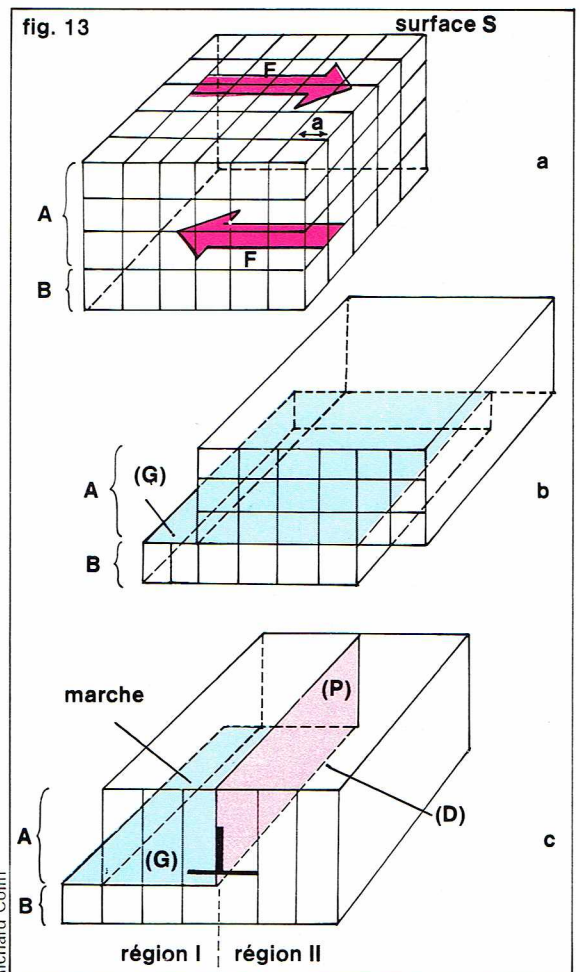 fig. 13
surface S
F
a
A
F
B
a
A
(G)
B
b
marche
(P)
A
(G)
(D)
B
c
région I
région II